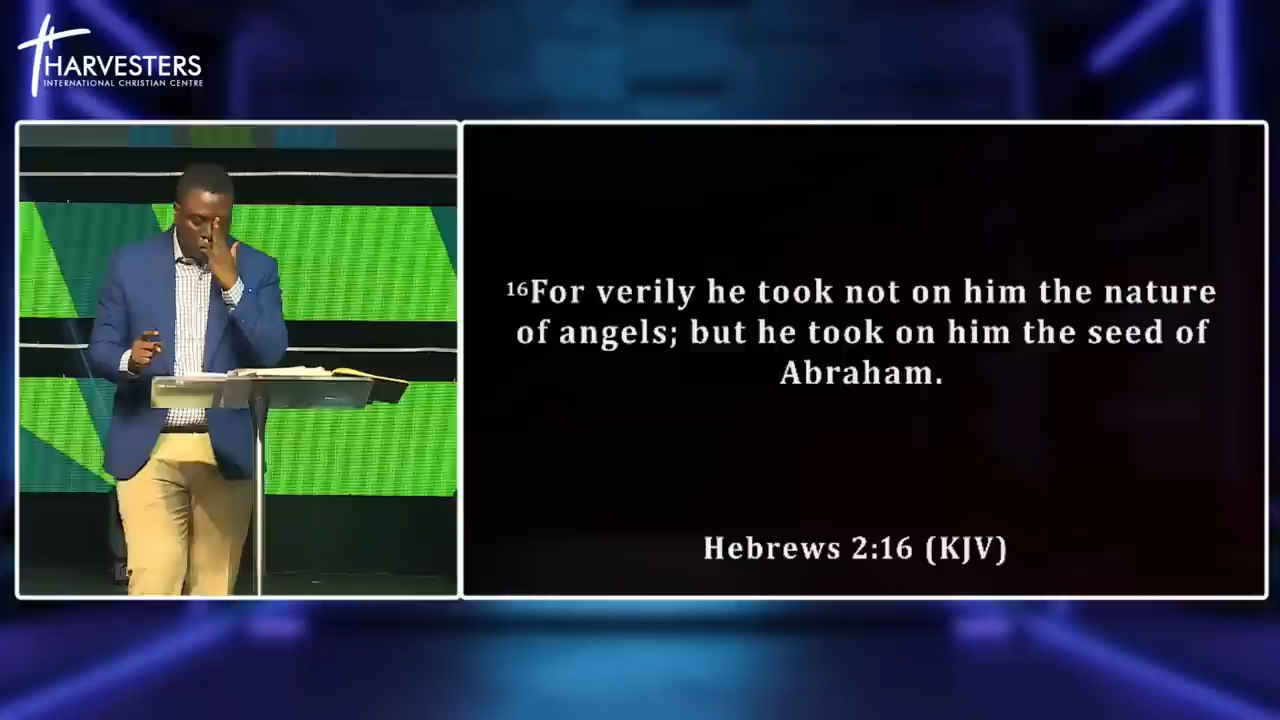 HARVESTERS
INTERNATIONAL CHRISTIAN CENTRE
¹⁶For verily he took not on him the nature
of angels; but he took on him the seed of
Abraham.
Hebrews 2:16 (KJV)